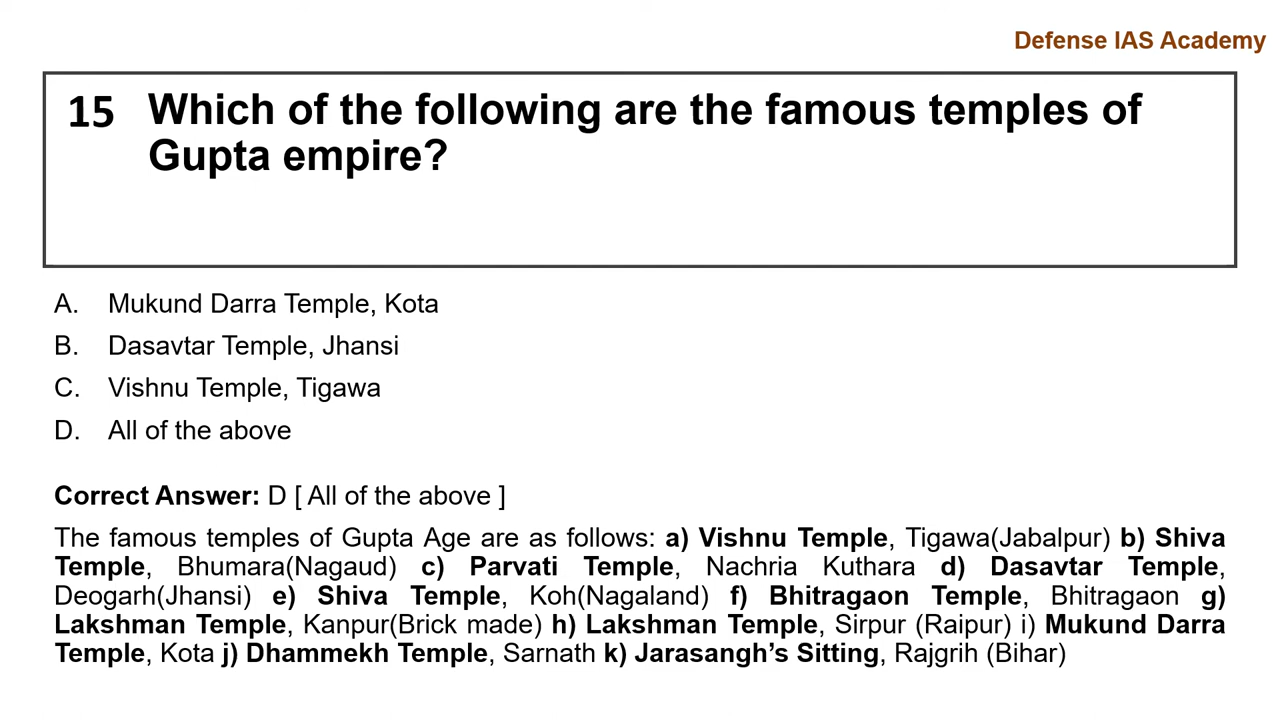 Defense IAS Academy
15 Which of the following are the famous temples of
Gupta empire?
A. Mukund Darra Temple, Kota
B. Dasavtar Temple, Jhansi
C. Vishnu Temple, Tigawa
D. All of the above
Correct Answer: D [ All of the above ]
The famous temples of Gupta Age are as follows: a) Vishnu Temple, Tigawa(Jabalpur) b) Shiva
Temple, Bhumara(Nagaud) c) Parvati Temple, Nachria Kuthara d) Dasavtar Temple,
Deogarh(Jhansi) e) Shiva Temple, Koh(Nagaland) f) Bhitragaon Temple, Bhitragaon g)
Lakshman Temple, Kanpur(Brick made) h) Lakshman Temple, Sirpur (Raipur) i) Mukund Darra
Temple, Kota j) Dhammekh Temple, Sarnath k) Jarasangh’s Sitting, Rajgrih (Bihar)